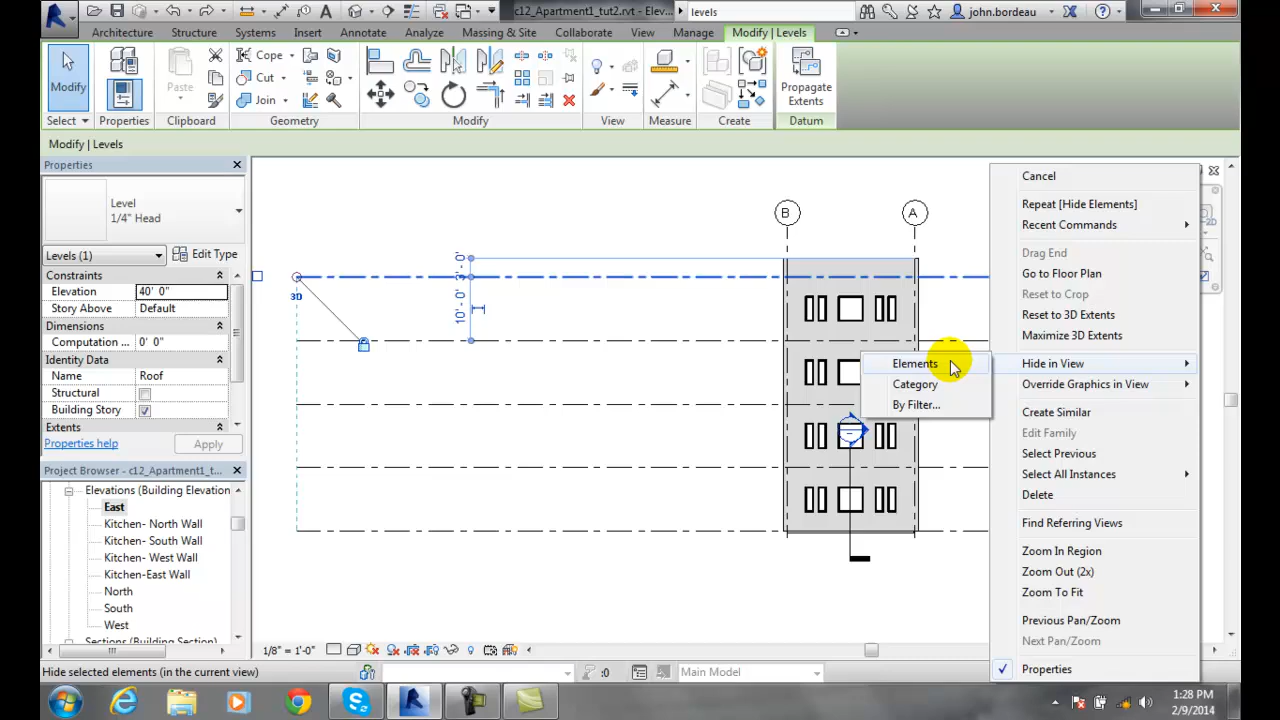 c12_Apartment1_tut2.rvt - Elev...
levels
john.bordeau
Architecture Structure Systems Insert Annotate Analyze Massing & Site Collaborate View Manage Modify | Levels
Modify
Paste
Cope
Cut
Join
Propagate
Extents
Select Properties Clipboard Geometry Modify View Measure Create Datum
Modify | Levels
Properties
Level
1/4" Head
Levels (1)
Edit Type
Constraints
Elevation 40' 0"
Story Above Default
Dimensions
Computation ... 0' 0"
Identity Data
Name Roof
Structural
Building Story
Extents
Properties help
Apply
Project Browser - c12_Apartment1_t...
Elevations (Building Elevation
East
Kitchen- North Wall
Kitchen- South Wall
Kitchen- West Wall
Kitchen-East Wall
North
South
West
Sections (Building Section)
3D
3' - 0'
10' - 0'
B
A
Cancel
Repeat [Hide Elements]
Recent Commands
Drag End
Go to Floor Plan
Reset to Crop
Reset to 3D Extents
Maximize 3D Extents
Hide in View
Override Graphics in View
Create Similar
Edit Family
Select Previous
Select All Instances
Delete
Find Referring Views
Zoom In Region
Zoom Out (2x)
Zoom To Fit
Previous Pan/Zoom
Next Pan/Zoom
Properties
Elements
Category
By Filter...
1/8" = 1'-0"
Hide selected elements (in the current view)
:0
Main Model
1:28 PM
2/9/2014